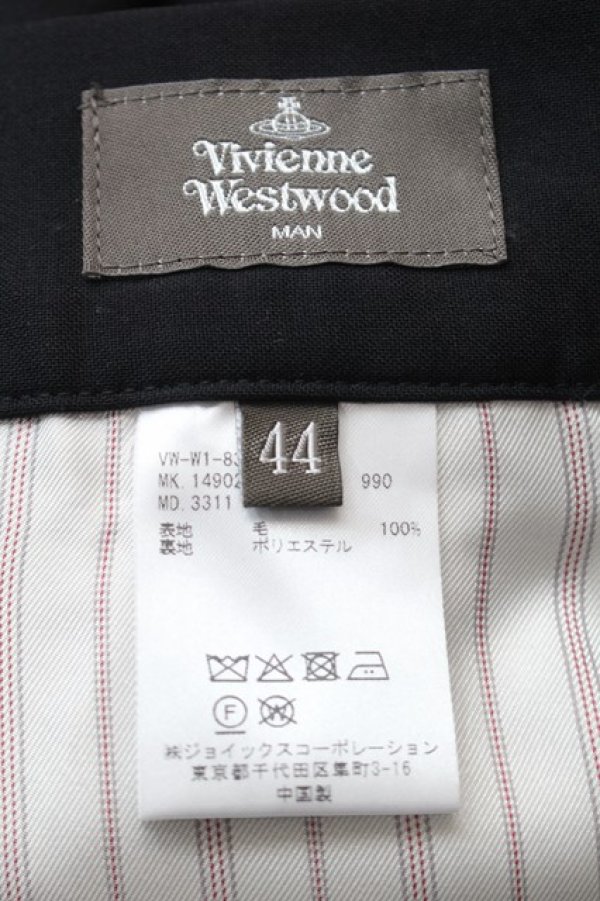 Vivienne
Westwood
MAN
44
VW-W1-83
MK. 14902 990
MD. 3311
表地 毛 100%
裏地 ポリエステル
F
W
㈱ジョイックスコーポレーション
東京都千代田区隼町3-16
中国製